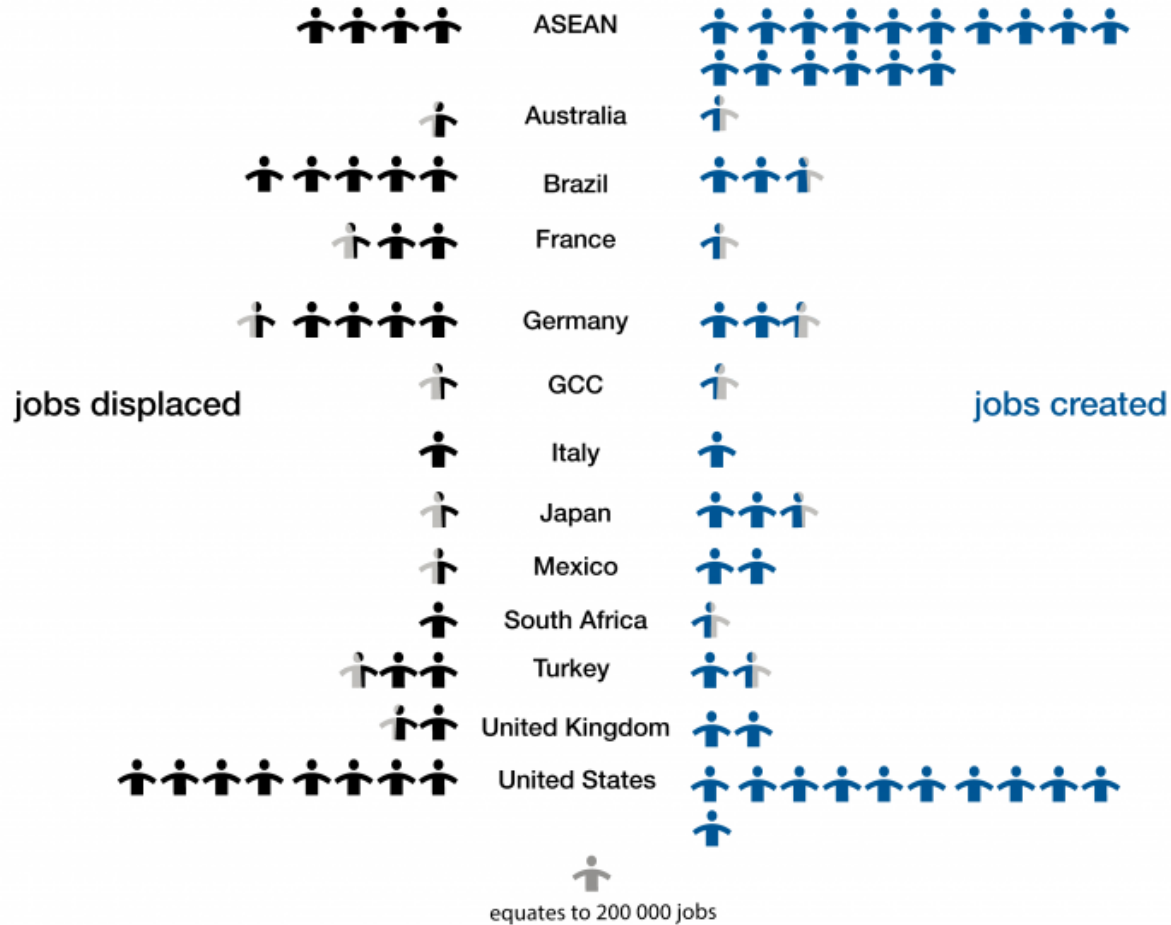 ASEAN
Australia
Brazil
France
Germany
GCC
jobs displaced
jobs created
Italy
Japan
Mexico
South Africa
Turkey
United Kingdom
United States
equates to 200 000 jobs